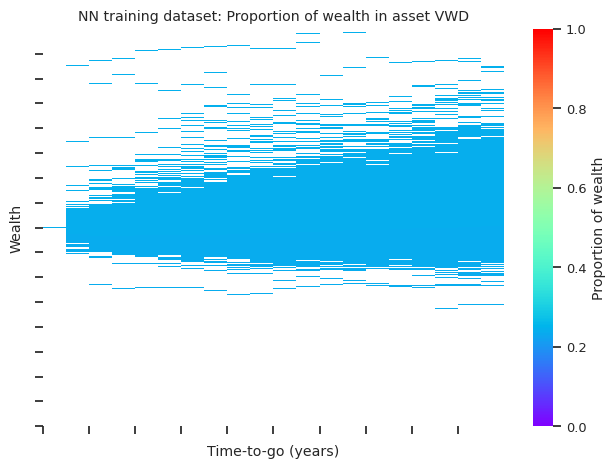 NN training dataset: Proportion of wealth in asset VWD
Wealth
Time-to-go (years)
1.0
0.8
0.6
0.4
0.2
0.0
Proportion of wealth